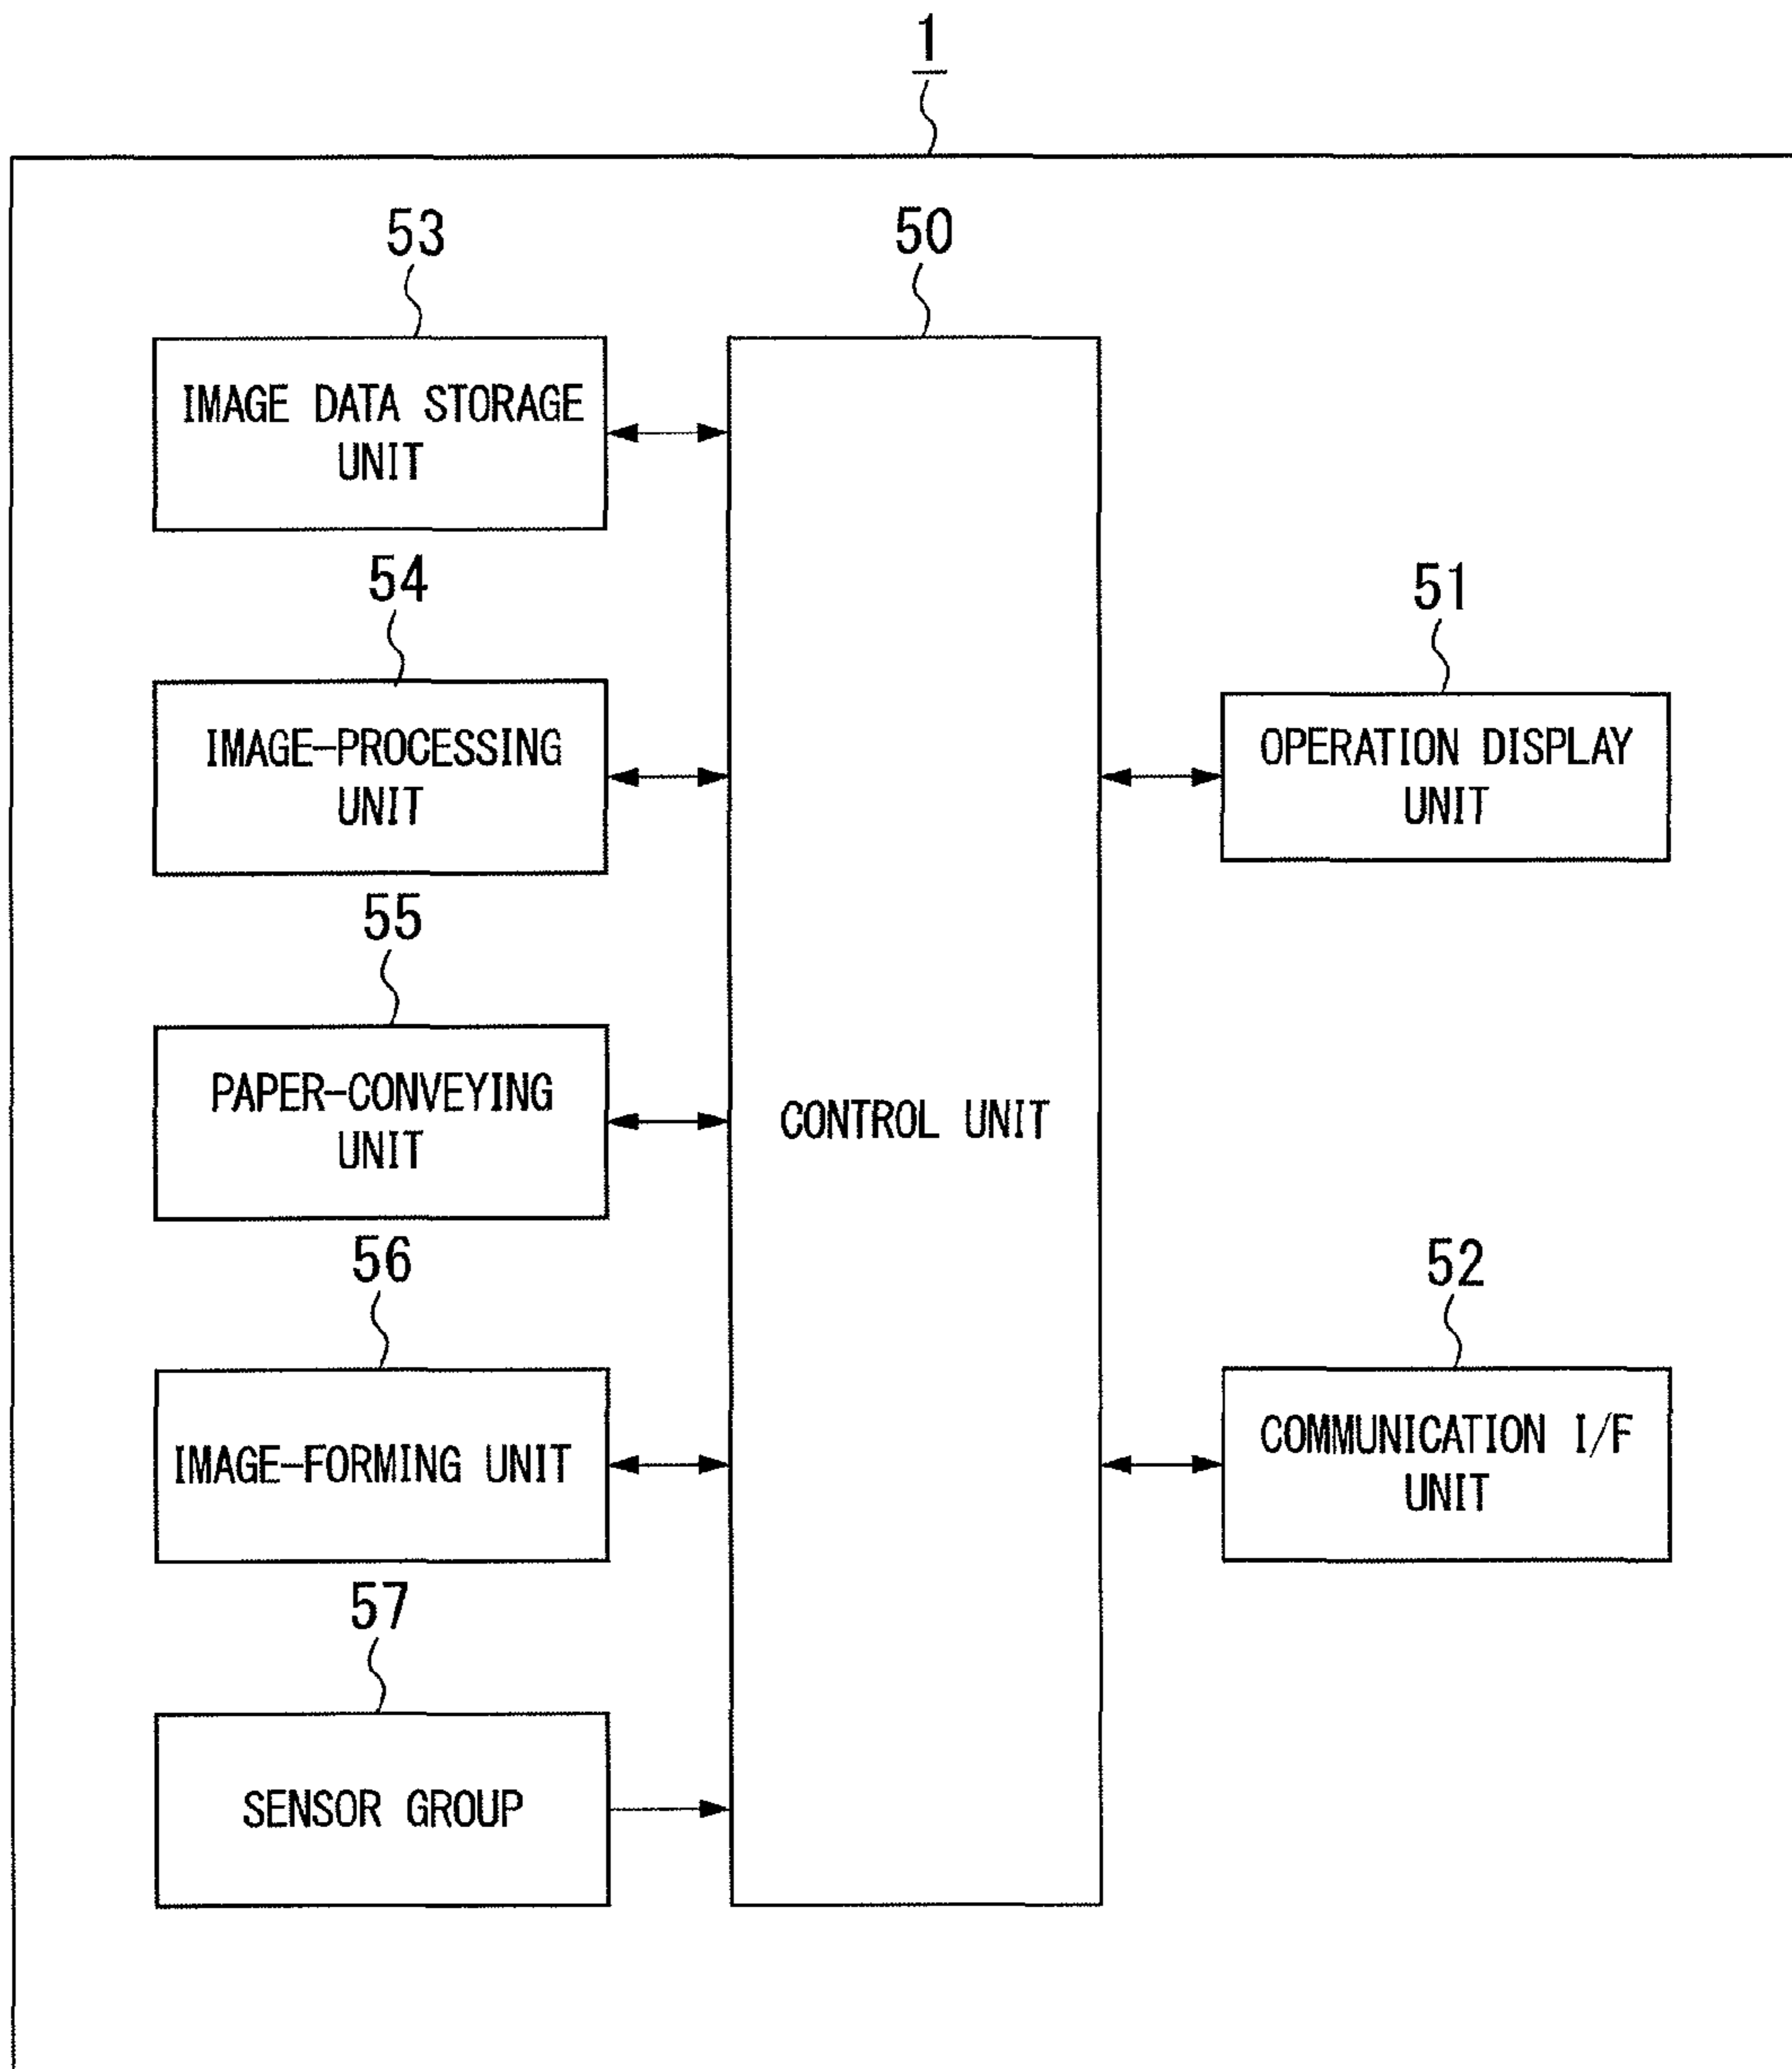 1
53
IMAGE DATA STORAGE
UNIT
54
IMAGE-PROCESSING
UNIT
55
PAPER-CONVEYING
UNIT
56
IMAGE-FORMING UNIT
57
SENSOR GROUP
50
CONTROL UNIT
51
OPERATION DISPLAY
UNIT
52
COMMUNICATION I/F
UNIT